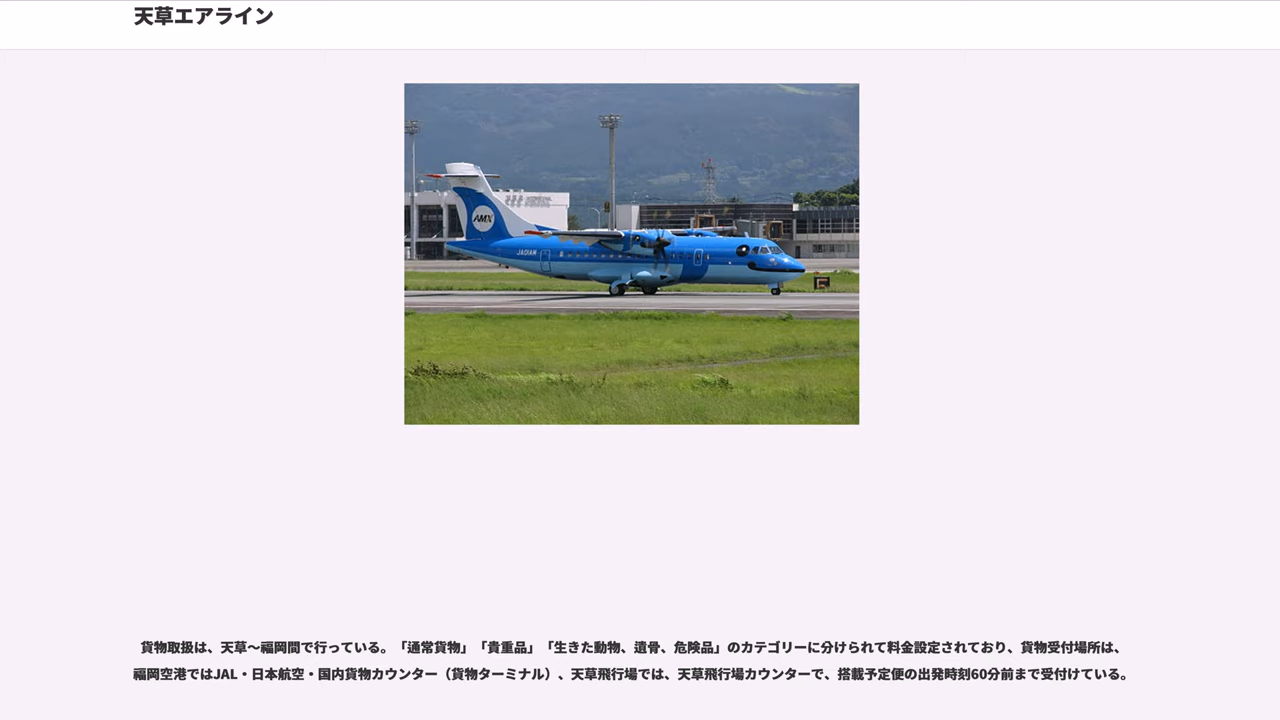 天草エアライン
AMX
JA01AM
貨物取扱は、天草〜福岡間で行っている。「通常貨物」「貴重品」「生きた動物、遺骨、危険品」のカテゴリーに分けられて料金設定されており、貨物受付場所は、
福岡空港ではJAL・日本航空・国内貨物カウンター（貨物ターミナル）、天草飛行場では、天草飛行場カウンターで、搭載予定便の出発時刻60分前まで受付けている。